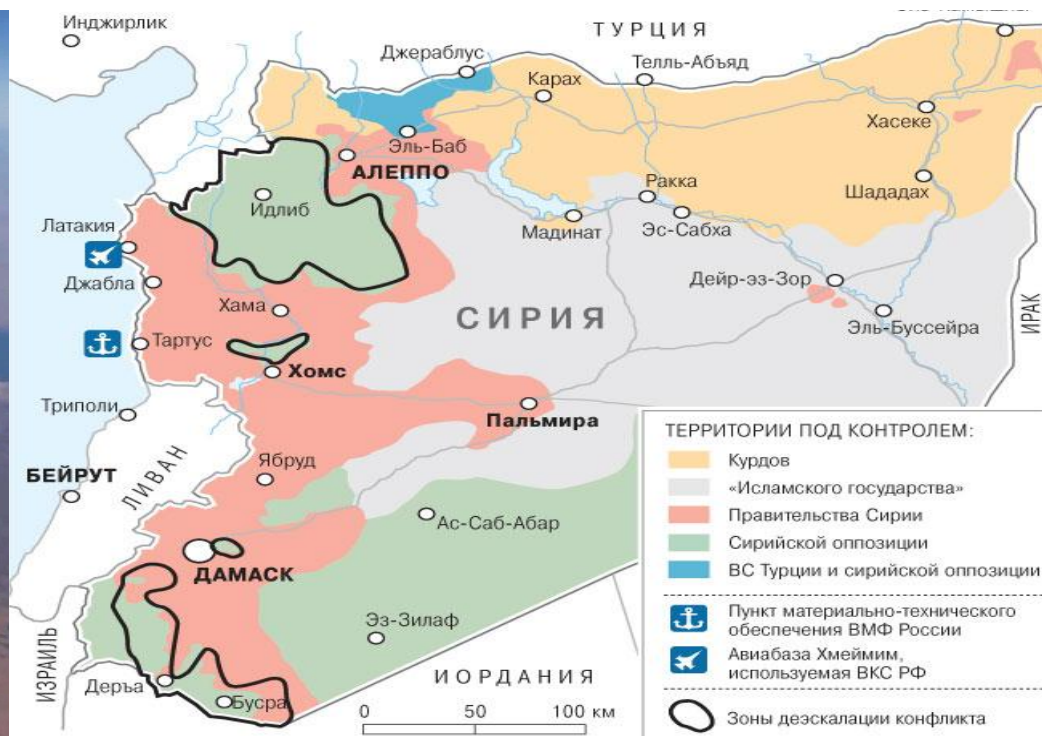 Инджирлик
ТУРЦИЯ
Джераблус
Карах
Телль-Абъяд
Хасеке
Эль-Баб
АЛЕППО
Идлиб
Ракка
Шададах
Латакия
Мадинат
Эс-Сабха
Джабла
Дейр-эз-Зор
Хама
СИРИЯ
Эль-Буссейра
ИРАК
Тартус
Хомс
Триполи
Пальмира
БЕЙРУТ
ЛИВАН
Ябруд
Ас-Саб-Абар
ДАМАСК
Эз-Зилаф
ИЗРАИЛЬ
Деръа
Бусра
ИОРДАНИЯ
0 50 100 км
ТЕРРИТОРИИ ПОД КОНТРОЛЕМ:
Курдов
«Исламского государства»
Правительства Сирии
Сирийской оппозиции
ВС Турции и сирийской оппозиции
Пункт материально-технического
обеспечения ВМФ России
Авиабаза Хмеймим,
используемая ВКС РФ
Зоны деэскалации конфликта